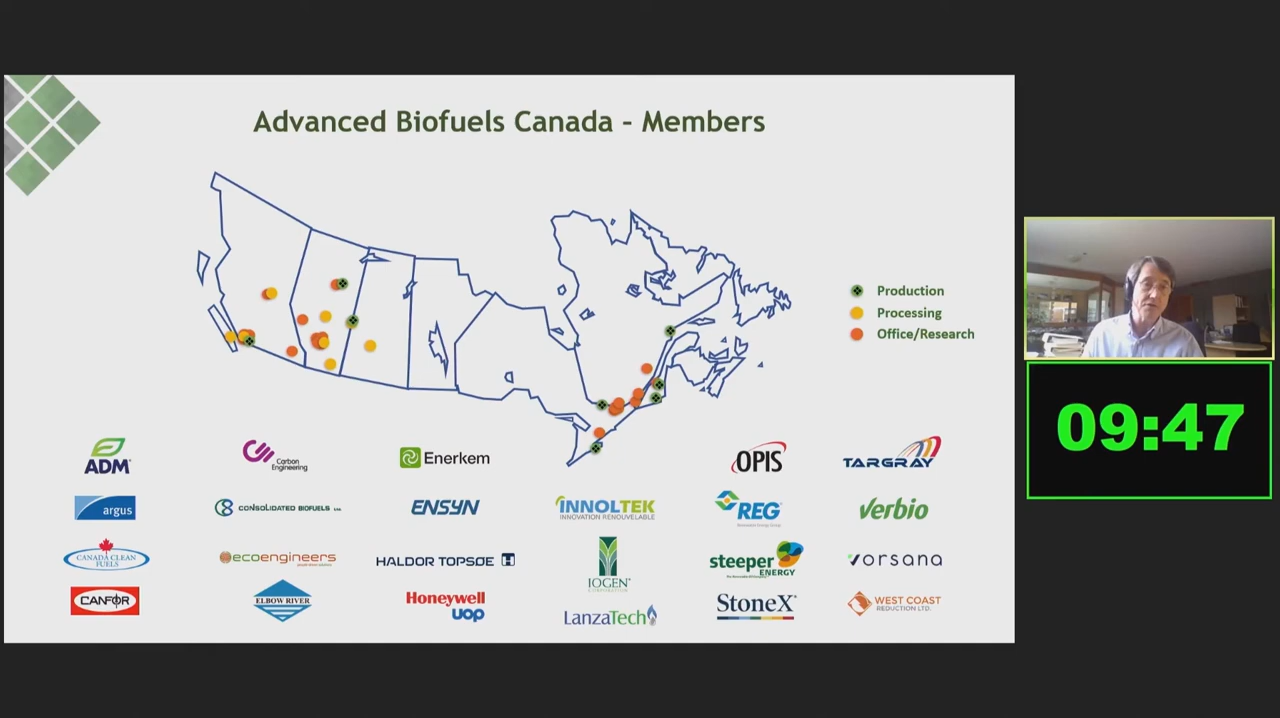 Advanced Biofuels Canada - Members
Production
Processing
Office/Research
ADM
Carbon
Engineering
Enerkem
OPIS
TARGRAY
argus
CONSOLIDATED BIOFUELS LTD.
ENSYN
INNOLTEK
INNOVATION RENOUVELABLE
REG
Renewable Energy Group
verbio
CANADA CLEAN
FUELS
ecoengineers
HALDOR TOPSØE
IOGEN
CORPORATION
steeper
ENERGY
vorsana
CANFOR
ELBOW RIVER
Honeywell
UOP
LanzaTech
StoneX
WEST COAST
REDUCTION LTD.
09:47